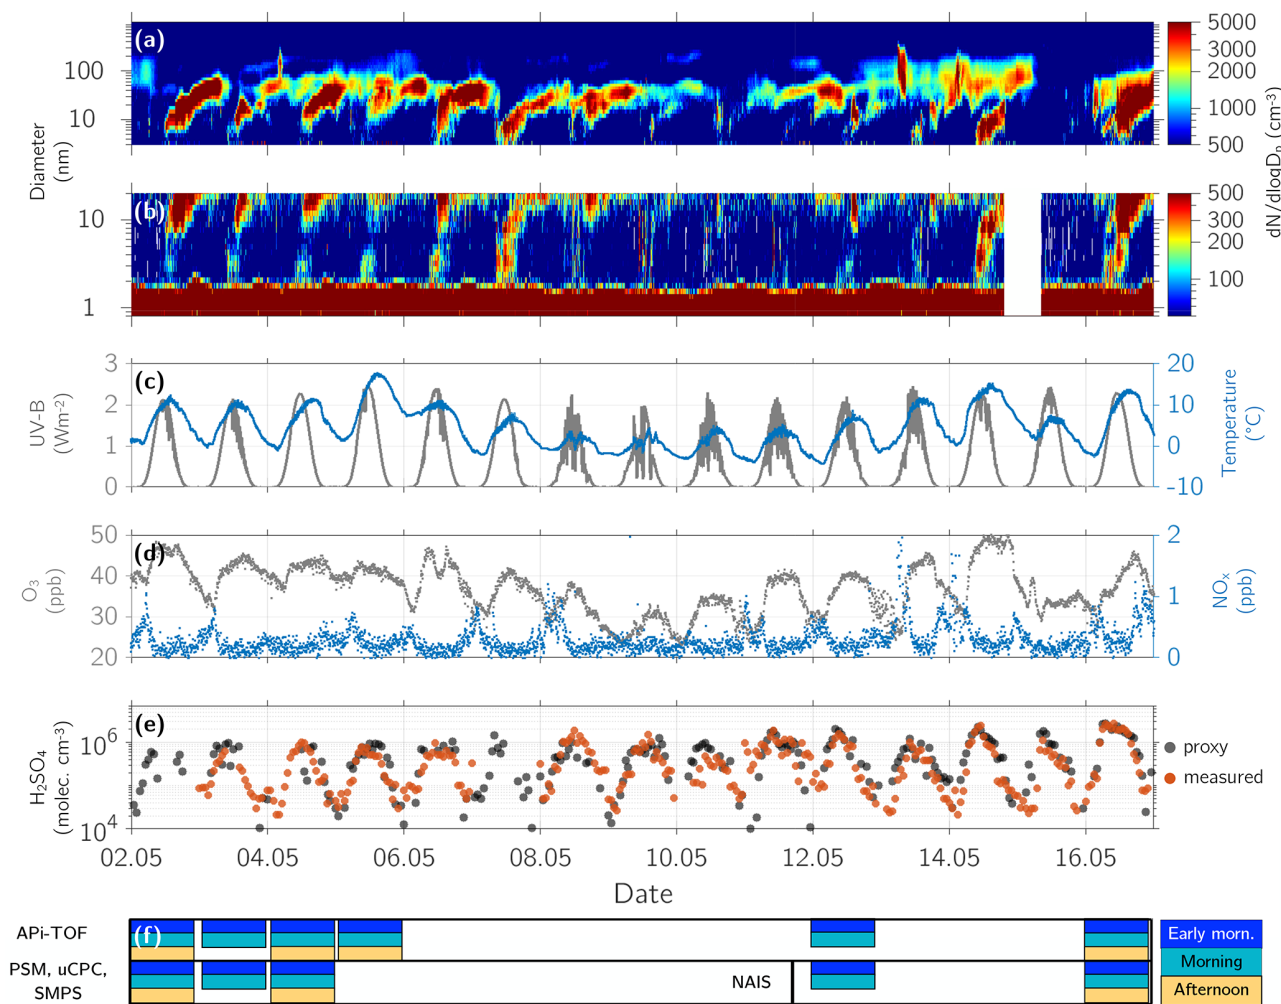 (a)
100
10
Diameter
(nm)
5000
3000
2000
1000
500
dN/dlogDp (cm-3)
(b)
10
1
500
300
200
100
(c)
3
2
1
0
UV-B
(Wm-2)
20
10
0
-10
Temperature
(°C)
(d)
50
40
30
20
O3
(ppb)
2
1
0
NOx
(ppb)
(e)
10^6
10^4
H2SO4
(molec. cm-3)
proxy
measured
02.05 04.05 06.05 08.05 10.05 12.05 14.05 16.05
Date
(f)
APi-TOF
PSM, uCPC,
SMPS
NAIS
Early morn.
Morning
Afternoon